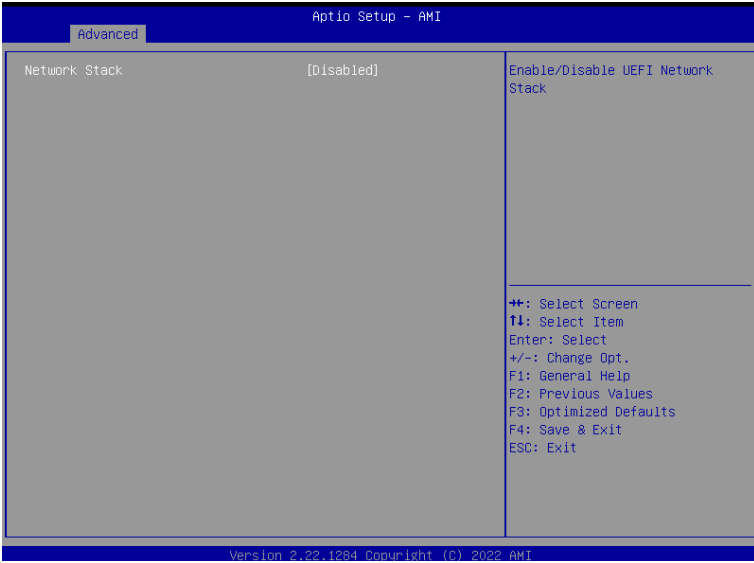 Aptio Setup – AMI
Advanced
Network Stack [Disabled]
Enable/Disable UEFI Network
Stack
→←: Select Screen
↑↓: Select Item
Enter: Select
+/-: Change Opt.
F1: General Help
F2: Previous Values
F3: Optimized Defaults
F4: Save & Exit
ESC: Exit
Version 2.22.1284 Copyright (C) 2022 AMI